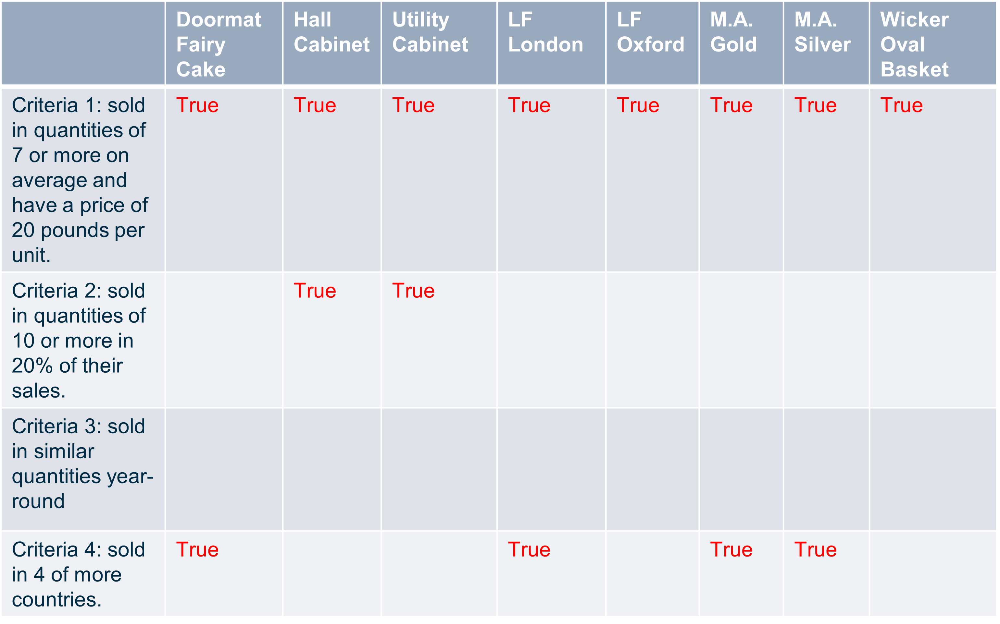 Doormat
Fairy
Cake
Hall
Cabinet
Utility
Cabinet
LF
London
LF
Oxford
M.A.
Gold
M.A.
Silver
Wicker
Oval
Basket
Criteria 1: sold
in quantities of
7 or more on
average and
have a price of
20 pounds per
unit.
True
True
True
True
True
True
True
True
Criteria 2: sold
in quantities of
10 or more in
20% of their
sales.
True
True
Criteria 3: sold
in similar
quantities year-
round
Criteria 4: sold
in 4 of more
countries.
True
True
True
True